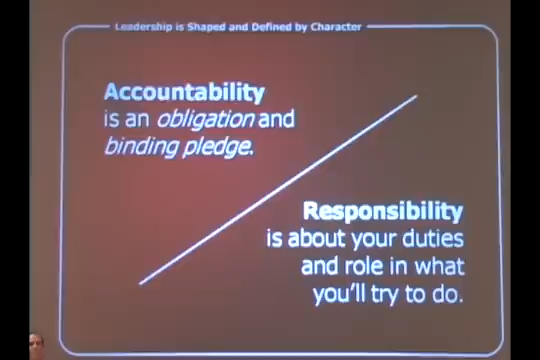 Leadership is Shaped and Defined by Character
Accountability
is an obligation and
binding pledge.
Responsibility
is about your duties
and role in what
you'll try to do.